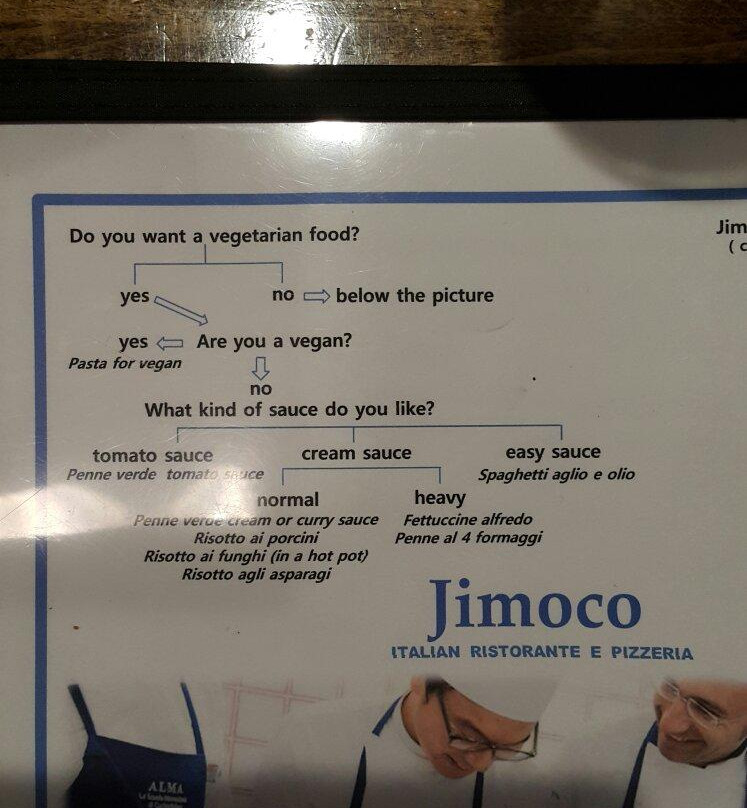 Do you want a vegetarian food?
Jim
( c
yes no below the picture
yes Are you a vegan?
Pasta for vegan
no
What kind of sauce do you like?
tomato sauce cream sauce easy sauce
Penne verde tomato sauce Spaghetti aglio e olio
normal heavy
Penne verde cream or curry sauce Fettuccine alfredo
Risotto ai porcini Penne al 4 formaggi
Risotto ai funghi (in a hot pot)
Risotto agli asparagi
Jimoco
ITALIAN RISTORANTE E PIZZERIA
ALMA